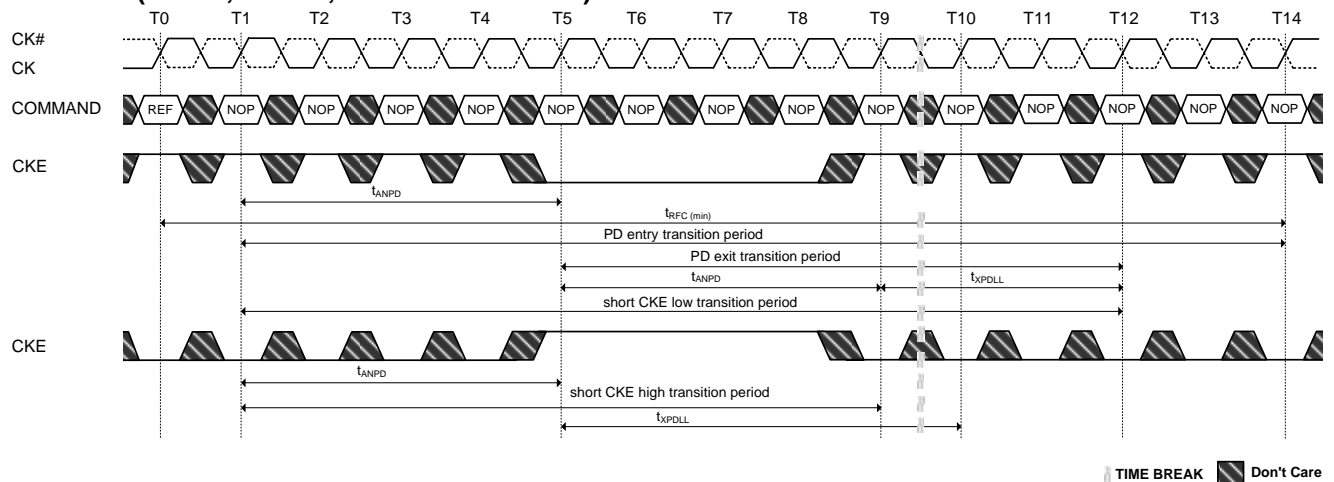 T0 T1 T2 T3 T4 T5 T6 T7 T8 T9 T10 T11 T12 T13 T14
CK#
CK
COMMAND REF NOP NOP NOP NOP NOP NOP NOP NOP NOP NOP NOP NOP NOP NOP
CKE
tANPD
tRFC (min)
PD entry transition period
PD exit transition period
tANPD tXPDLL
short CKE low transition period
CKE
tANPD
short CKE high transition period
tXPDLL
TIME BREAK Don't Care